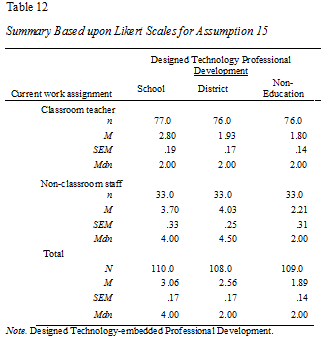 Table 12
Summary Based upon Likert Scales for Assumption 15
Designed Technology Professional
Development
Current work assignment School District Non-
Education
Classroom teacher
n 77.0 76.0 76.0
M 2.80 1.93 1.80
SEM .19 .17 .14
Mdn 2.00 2.00 2.00
Non-classroom staff
n 33.0 33.0 33.0
M 3.70 4.03 2.21
SEM .33 .25 .31
Mdn 4.00 4.50 2.00
Total
N 110.0 108.0 109.0
M 3.06 2.56 1.89
SEM .17 .17 .14
Mdn 4.00 2.00 2.00
Note. Designed Technology-embedded Professional Development.